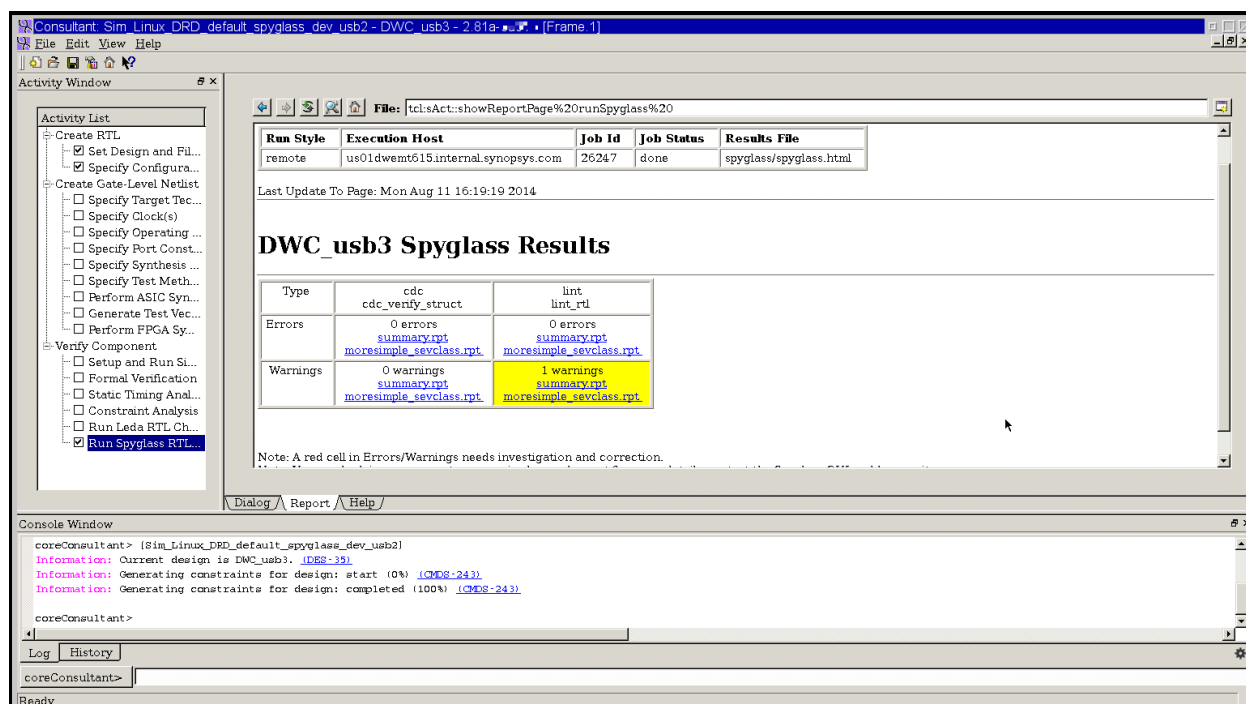 Consultant: Sim_Linux_DRD_default_spyglass_dev_usb2 - DWC_usb3 - 2.81a- [Frame 1]
File Edit View Help
Activity Window
Activity List
Create RTL
Set Design and Fil...
Specify Configura...
Create Gate-Level Netlist
Specify Target Tec...
Specify Clock(s)
Specify Operating ...
Specify Port Const...
Specify Synthesis ...
Specify Test Meth...
Perform ASIC Syn...
Generate Test Vec...
Perform FPGA Sy...
Verify Component
Setup and Run Si...
Formal Verification
Static Timing Anal...
Constraint Analysis
Run Leda RTL Ch...
Run Spyglass RTL...
File: tcl:sAct::showReportPage%20runSpyglass%20
Run Style Execution Host Job Id Job Status Results File
remote us01dwemt615.internal.synopsys.com 26247 done spyglass/spyglass.html
Last Update To Page: Mon Aug 11 16:19:19 2014
DWC_usb3 Spyglass Results
Type cdc lint
cdc_verify_struct lint_rtl
Errors 0 errors 0 errors
summary.rpt summary.rpt
moresimple_sevclass.rpt moresimple_sevclass.rpt
Warnings 0 warnings 1 warnings
summary.rpt summary.rpt
moresimple_sevclass.rpt moresimple_sevclass.rpt
Note: A red cell in Errors/Warnings needs investigation and correction.
Dialog Report Help
Console Window
coreConsultant> [Sim_Linux_DRD_default_spyglass_dev_usb2]
Information: Current design is DWC_usb3. (DES-35)
Information: Generating constraints for design: start (0%) (CMDS-243)
Information: Generating constraints for design: completed (100%) (CMDS-243)
coreConsultant>
Log History
coreConsultant>
Ready